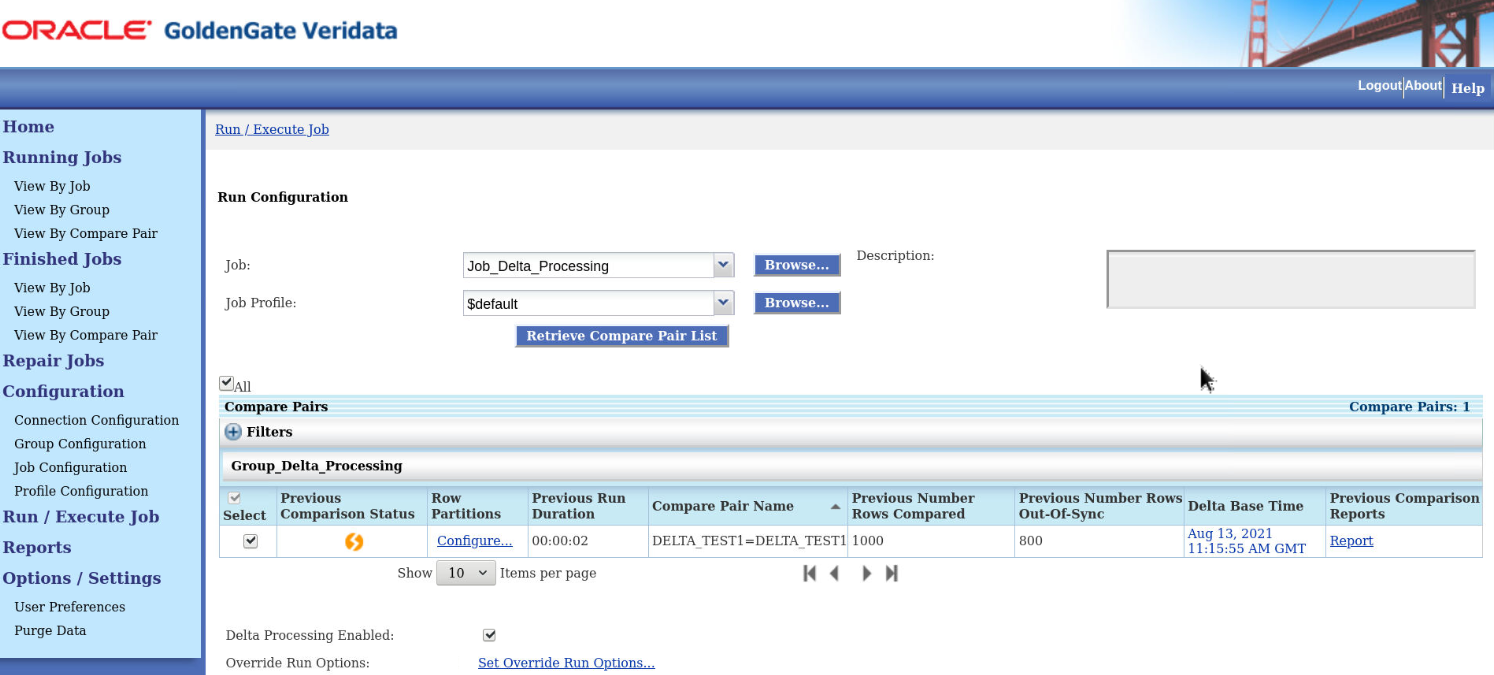 ORACLE GoldenGate Veridata
Logout About Help
Home
Running Jobs
View By Job
View By Group
View By Compare Pair
Finished Jobs
View By Job
View By Group
View By Compare Pair
Repair Jobs
Configuration
Connection Configuration
Group Configuration
Job Configuration
Profile Configuration
Run / Execute Job
Reports
Options / Settings
User Preferences
Purge Data
Run / Execute Job
Run Configuration
Job: Job_Delta_Processing Browse... Description:
Job Profile: $default Browse...
Retrieve Compare Pair List
All
Compare Pairs Compare Pairs: 1
Filters
Group_Delta_Processing
Select
Previous
Comparison Status
Row
Partitions
Previous Run
Duration
Compare Pair Name
Previous Number
Rows Compared
Previous Number Rows
Out-Of-Sync
Delta Base Time
Previous Comparison
Reports
Configure... 00:00:02 DELTA_TEST1=DELTA_TEST1 1000 800
Aug 13, 2021
11:15:55 AM GMT
Report
Show 10 Items per page
Delta Processing Enabled:
Override Run Options: Set Override Run Options...